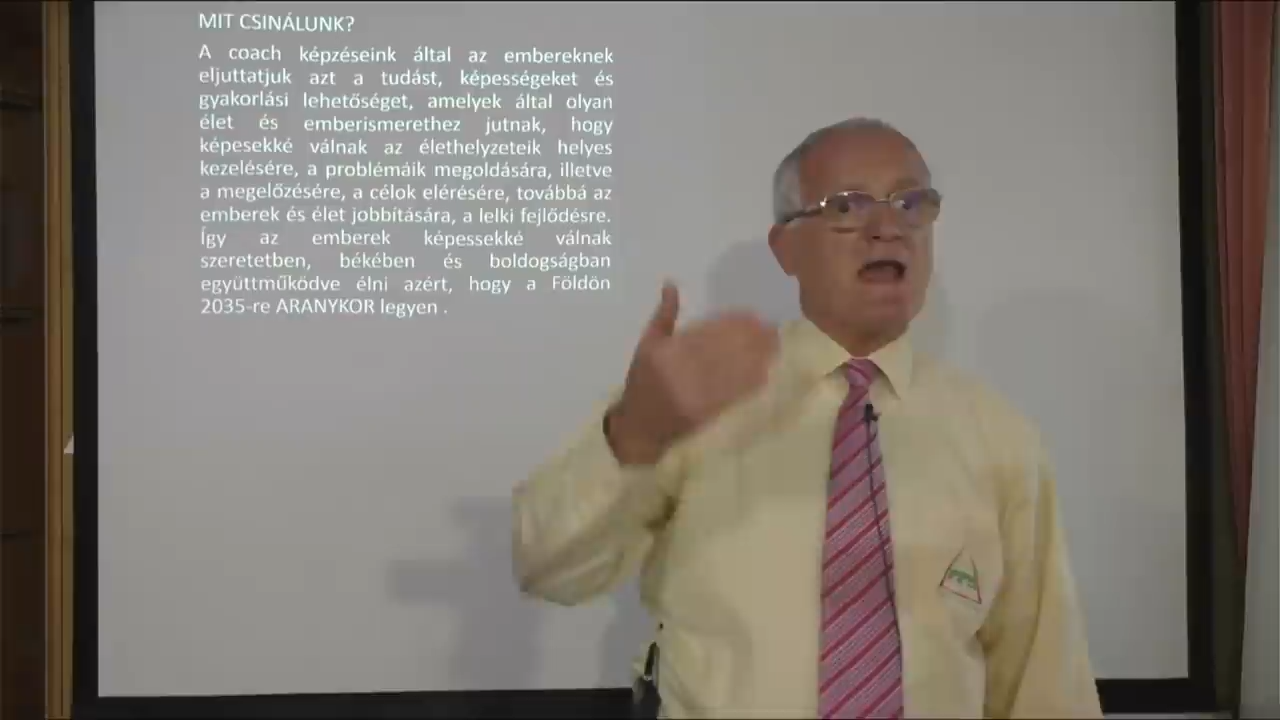 MIT CSINÁLUNK?
A coach képzéseink által az embereknek
eljuttatjuk azt a tudást, képességeket és
gyakorlási lehetőséget, amelyek által olyan
élet és emberismerethez jutnak, hogy
képesekké válnak az élethelyzeteik helyes
kezelésére, a problémáik megoldására, illetve
a megelőzésére, a célok elérésére, továbbá az
emberek és élet jobbítására, a lelki fejlődésre.
Így az emberek képessekké válnak
szeretetben, békében és boldogságban
együttműködve élni azért, hogy a Földön
2035-re ARANYKOR legyen .